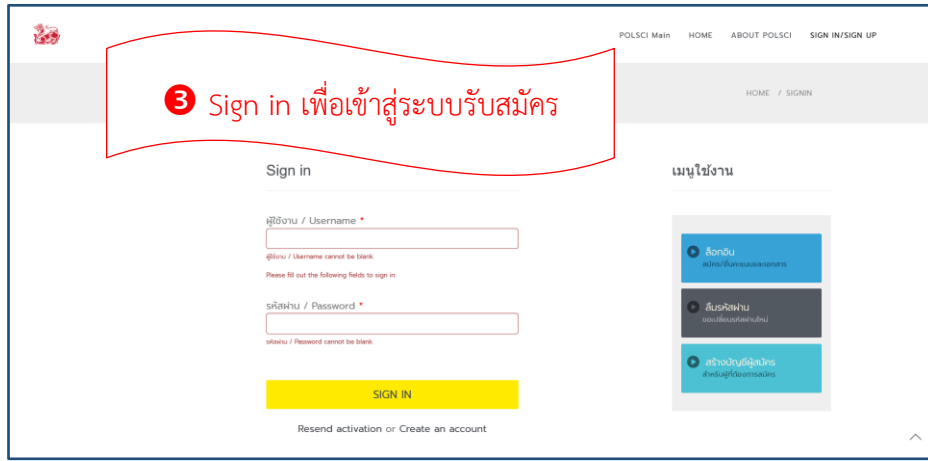 POLSCI Main HOME ABOUT POLSCI SIGN IN/SIGN UP
HOME / SIGNIN
❸ Sign in เพื่อเข้าสู่ระบบรับสมัคร
Sign in
ผู้ใช้งาน / Username *
ผู้ใช้งาน / Username cannot be blank.
Please fill out the following fields to sign in
รหัสผ่าน / Password *
รหัสผ่าน / Password cannot be blank.
SIGN IN
Resend activation or Create an account
เมนูใช้งาน
ล็อกอิน
สมัคร/ยื่นคะแนนและเอกสาร
ลืมรหัสผ่าน
ขอเปลี่ยนรหัสผ่านใหม่
สร้างบัญชีผู้สมัคร
สำหรับผู้ที่ต้องการสมัคร